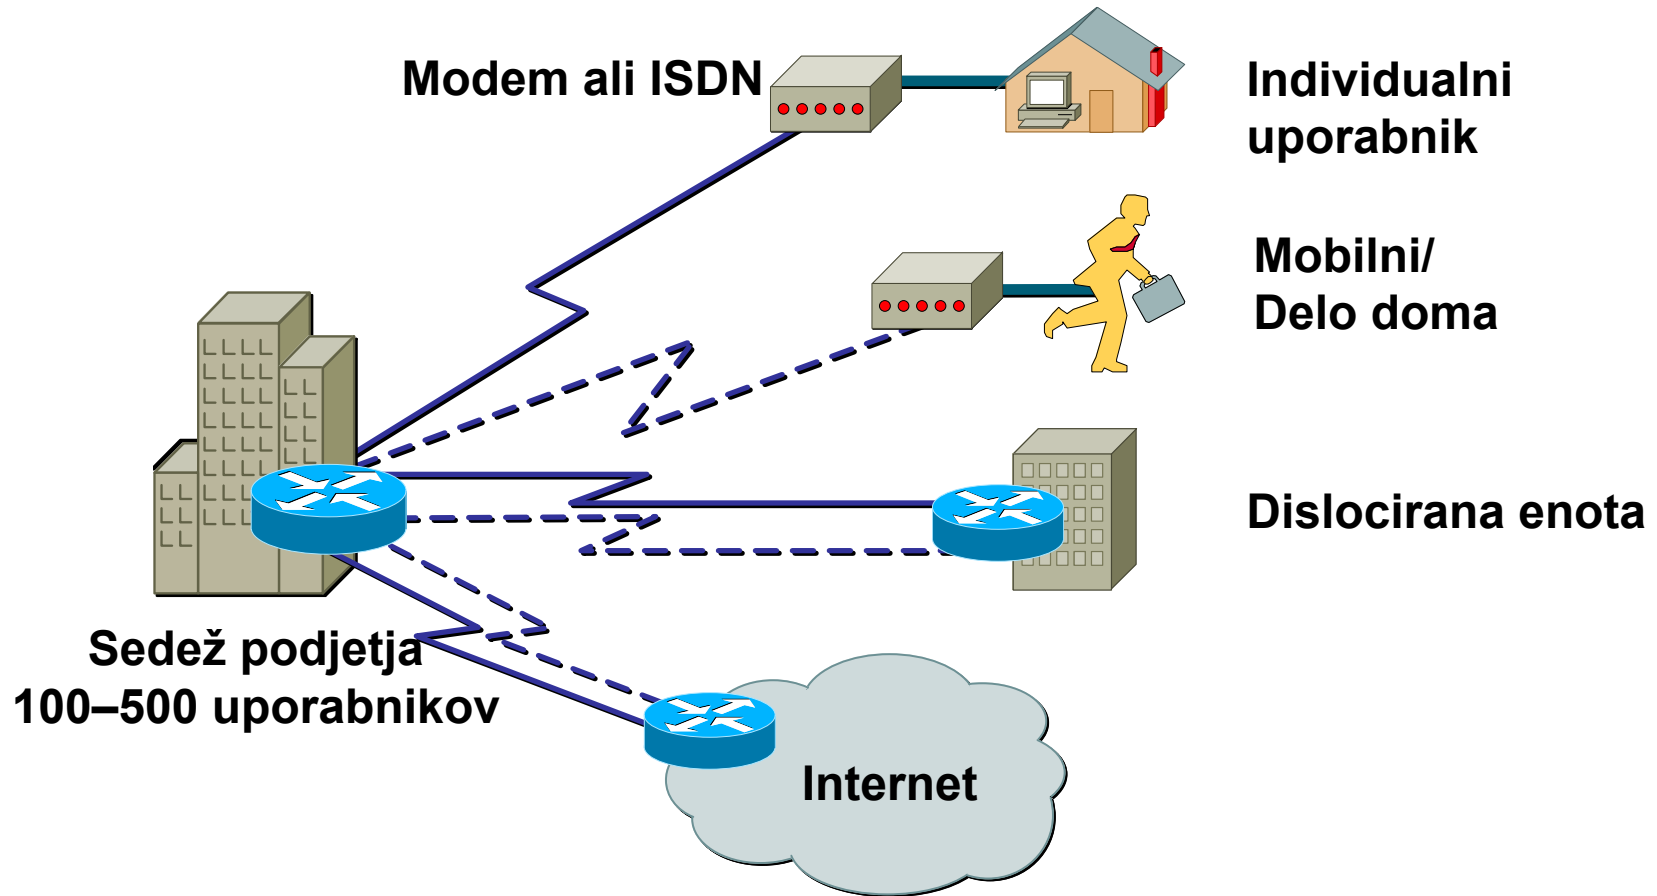 Modem ali ISDN
Individualni
uporabnik
Mobilni/
Delo doma
Dislocirana enota
Sedež podjetja
100–500 uporabnikov
Internet